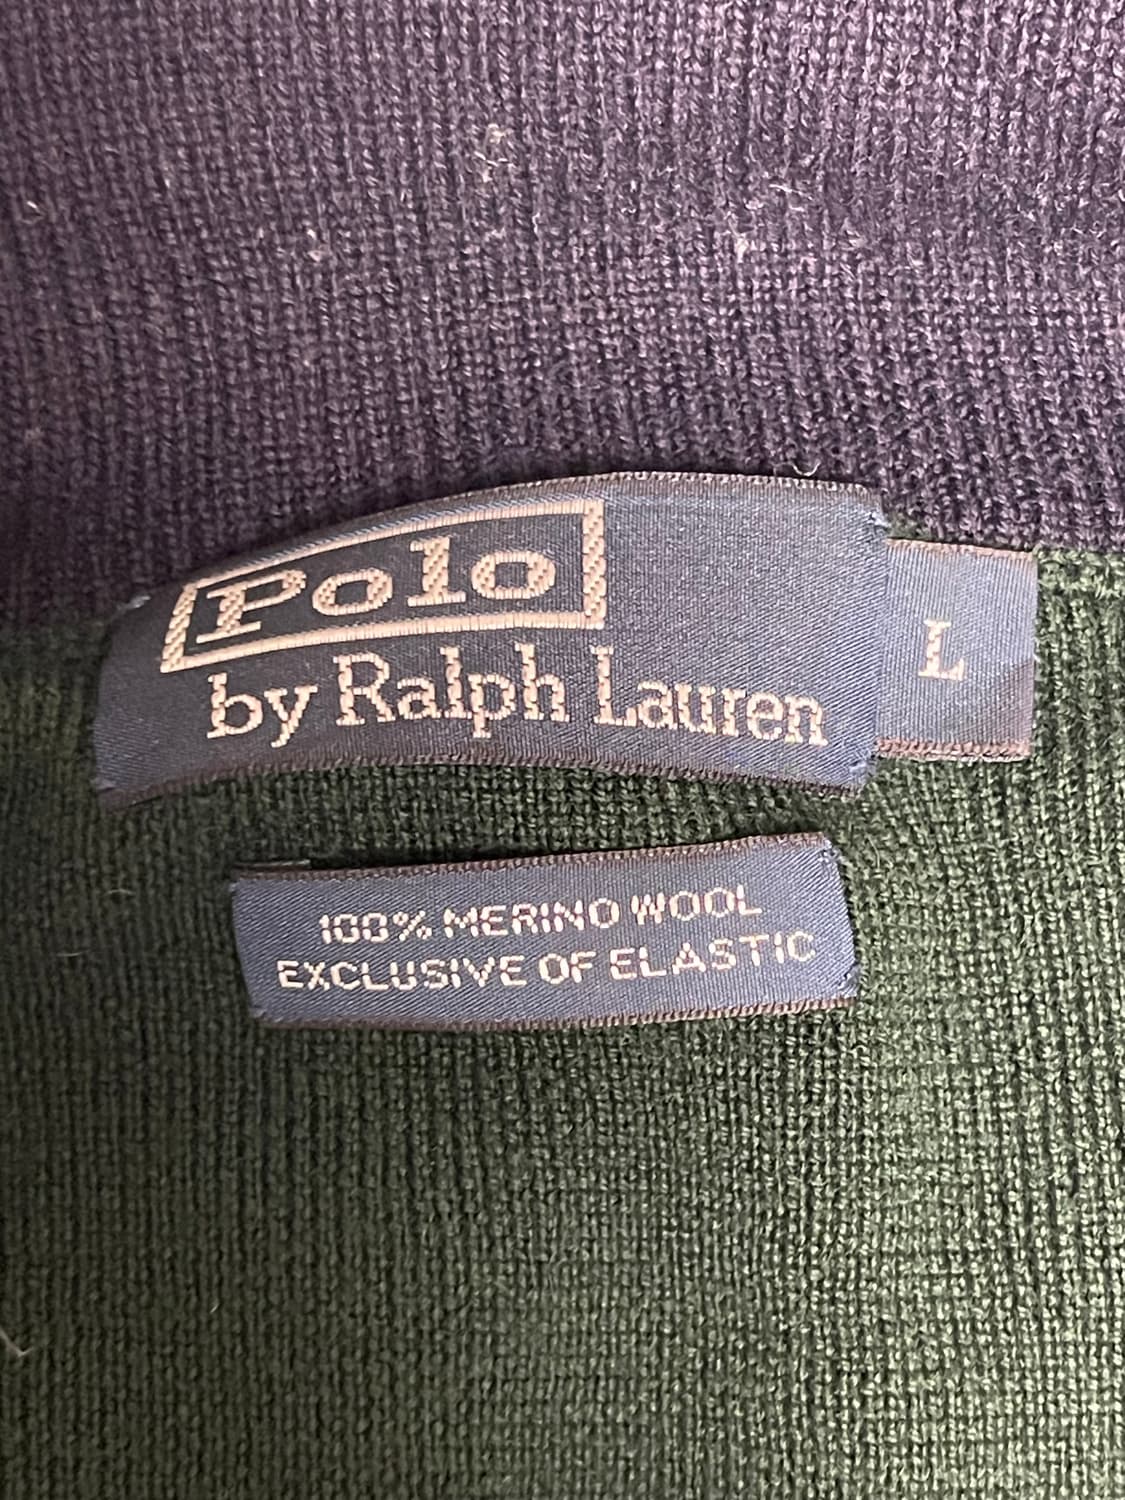 Polo
by Ralph Lauren
L
100% MERINO WOOL
EXCLUSIVE OF ELASTIC